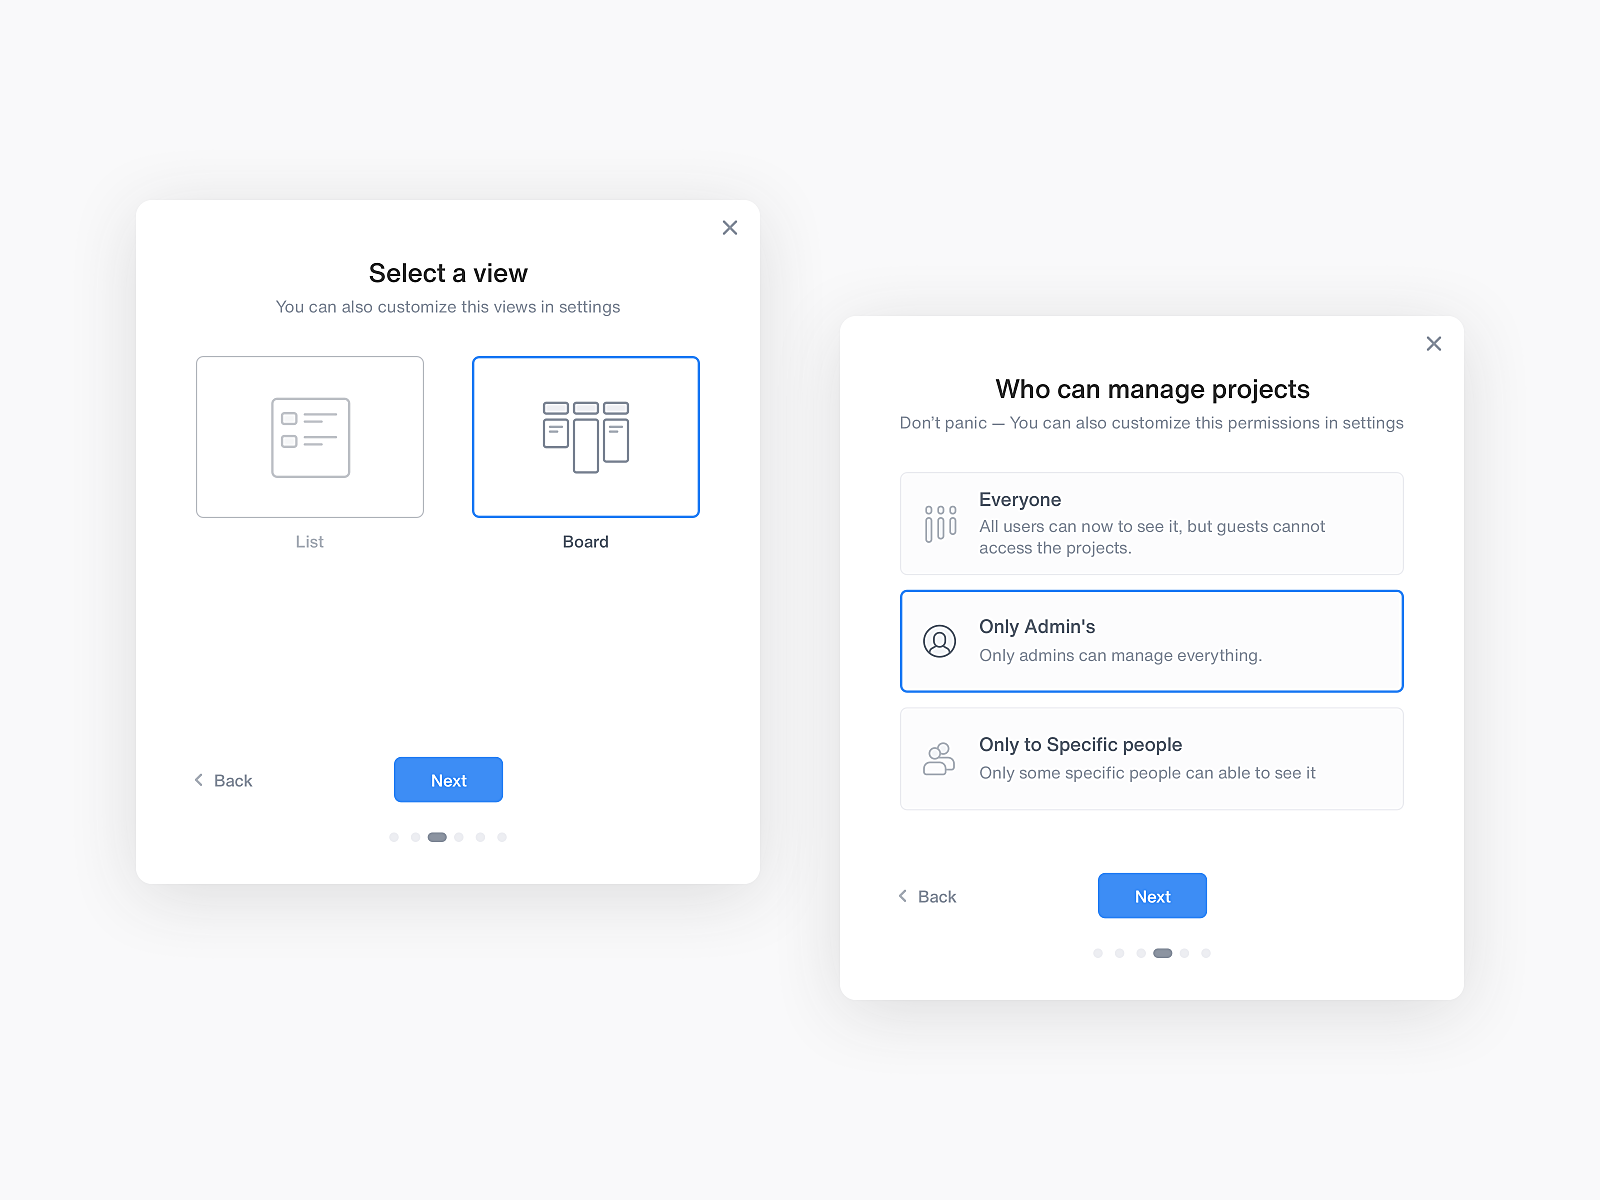 Select a view
You can also customize this views in settings
List
Board
Back
Next
Who can manage projects
Don’t panic — You can also customize this permissions in settings
Everyone
All users can now to see it, but guests cannot
access the projects.
Only Admin's
Only admins can manage everything.
Only to Specific people
Only some specific people can able to see it
Back
Next